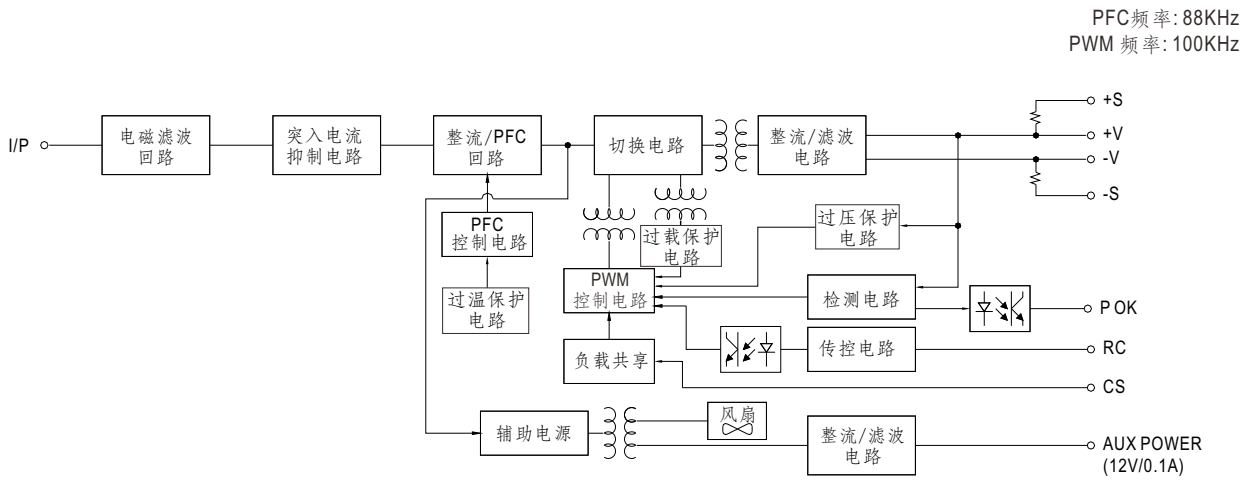 PFC频率: 88KHz
PWM 频率: 100KHz
I/P
电磁滤波
回路
突入电流
抑制电路
整流/PFC
回路
切换电路
整流/滤波
电路
+S
+V
-V
-S
PFC
控制电路
过载保护
电路
过压保护
电路
过温保护
电路
PWM
控制电路
检测电路
P OK
负载共享
传控电路
RC
CS
辅助电源
风扇
整流/滤波
电路
AUX POWER
(12V/0.1A)